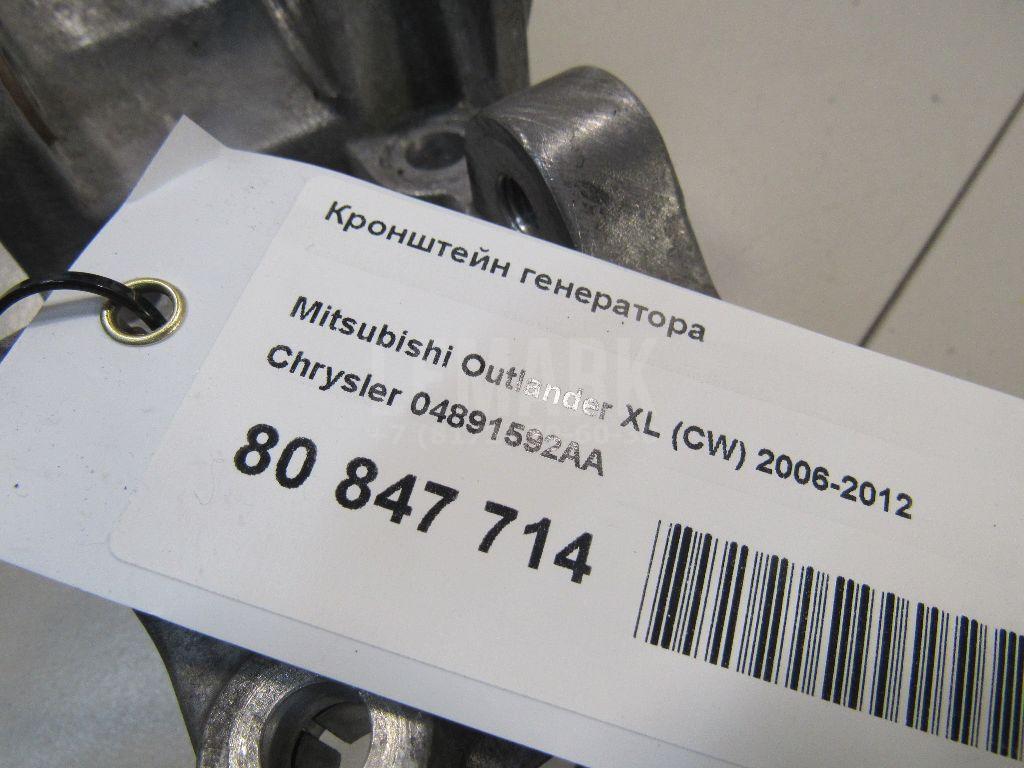 Кронштейн генератора
Mitsubishi Outlander XL (CW) 2006-2012
Chrysler 04891592AA
80 847 714